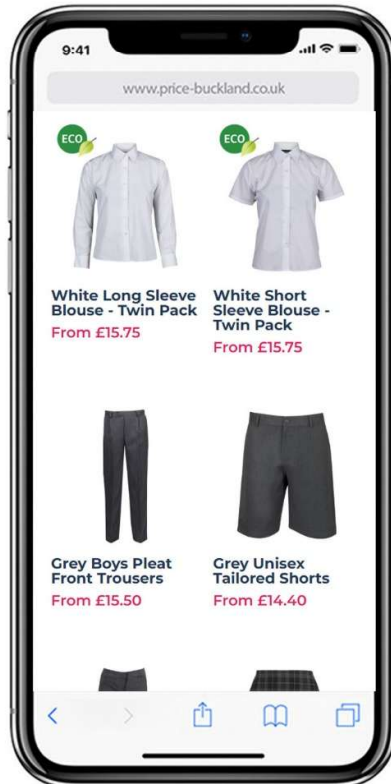 9:41
www.price-buckland.co.uk
ECO
ECO
White Long Sleeve
Blouse - Twin Pack
From £15.75
White Short
Sleeve Blouse -
Twin Pack
From £15.75
Grey Boys Pleat
Front Trousers
From £15.50
Grey Unisex
Tailored Shorts
From £14.40